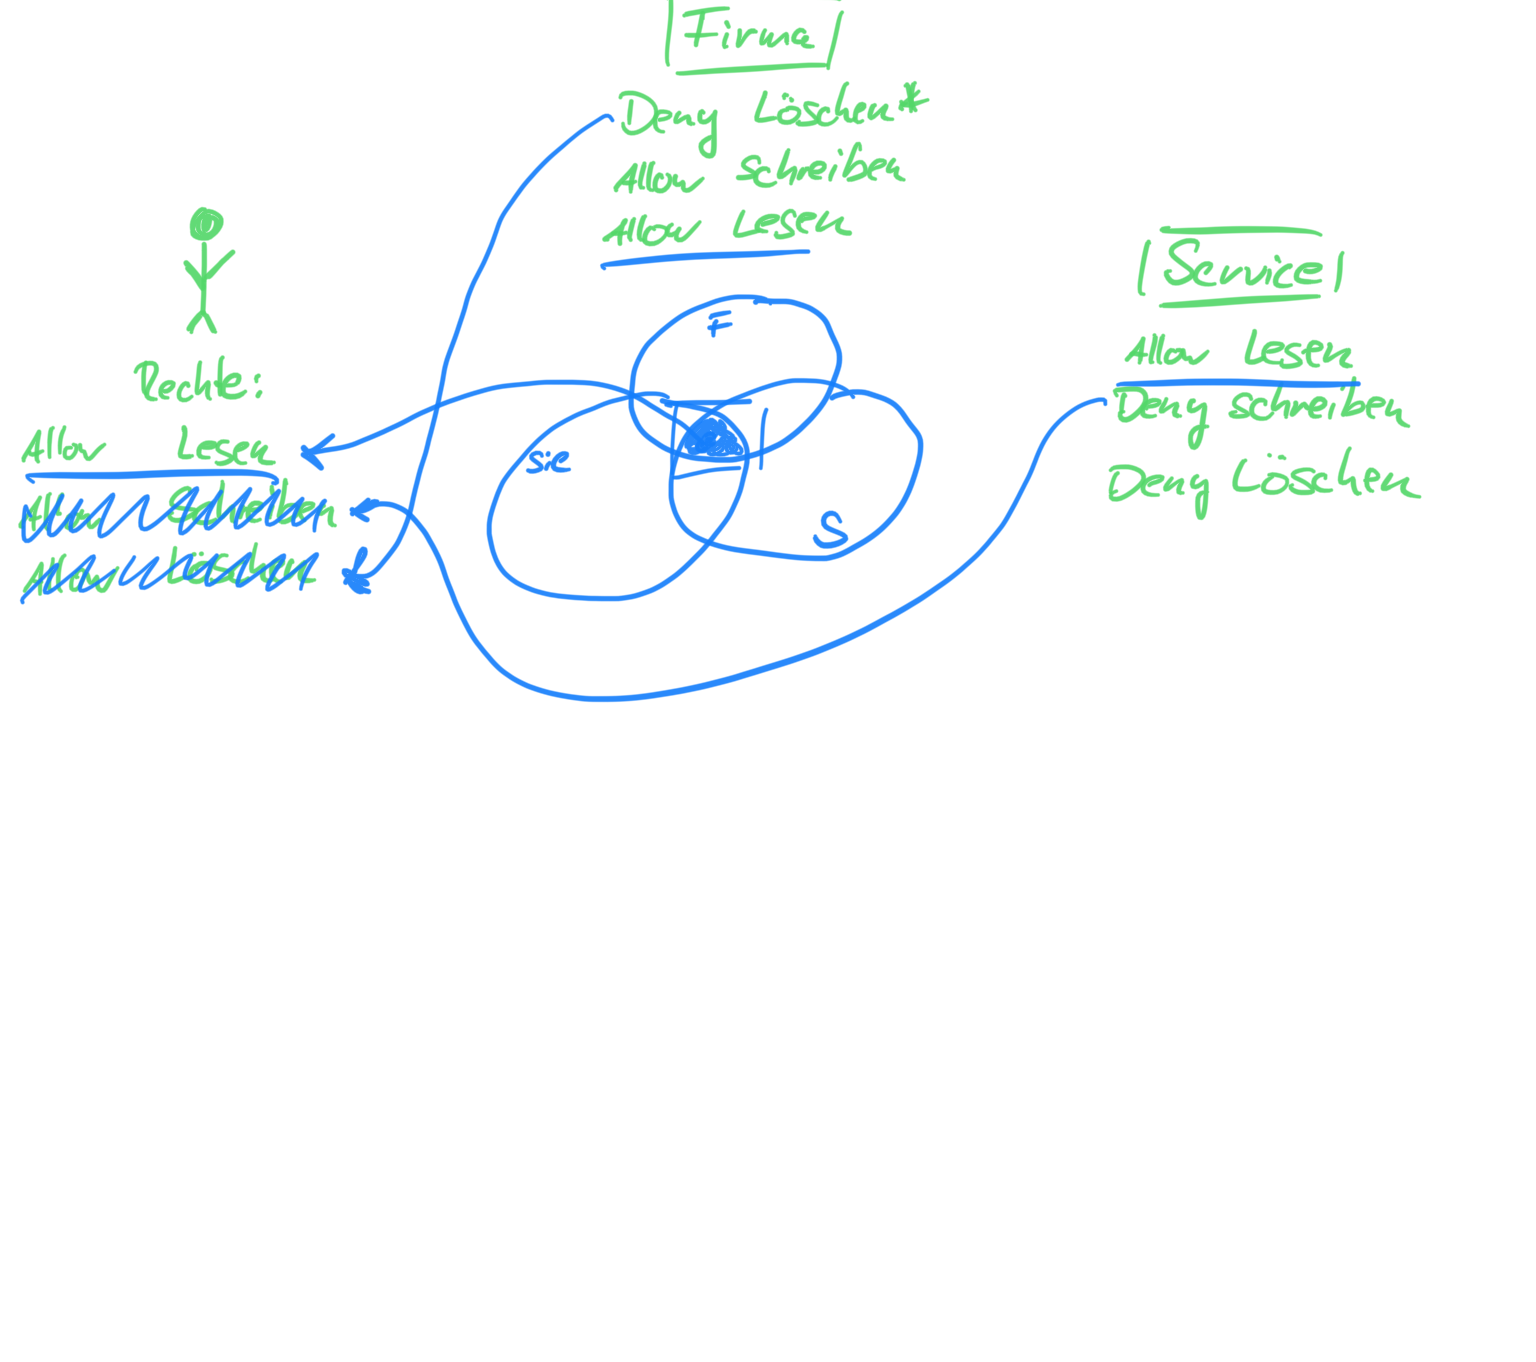 Firma
Deny Löschen*
Allow schreiben
Allow Lesen
Service
Allow Lesen
Deny schreiben
Deny Löschen
Rechte:
Allow Lesen
Allow Schreiben
Allow Löschen
F
Sie
S